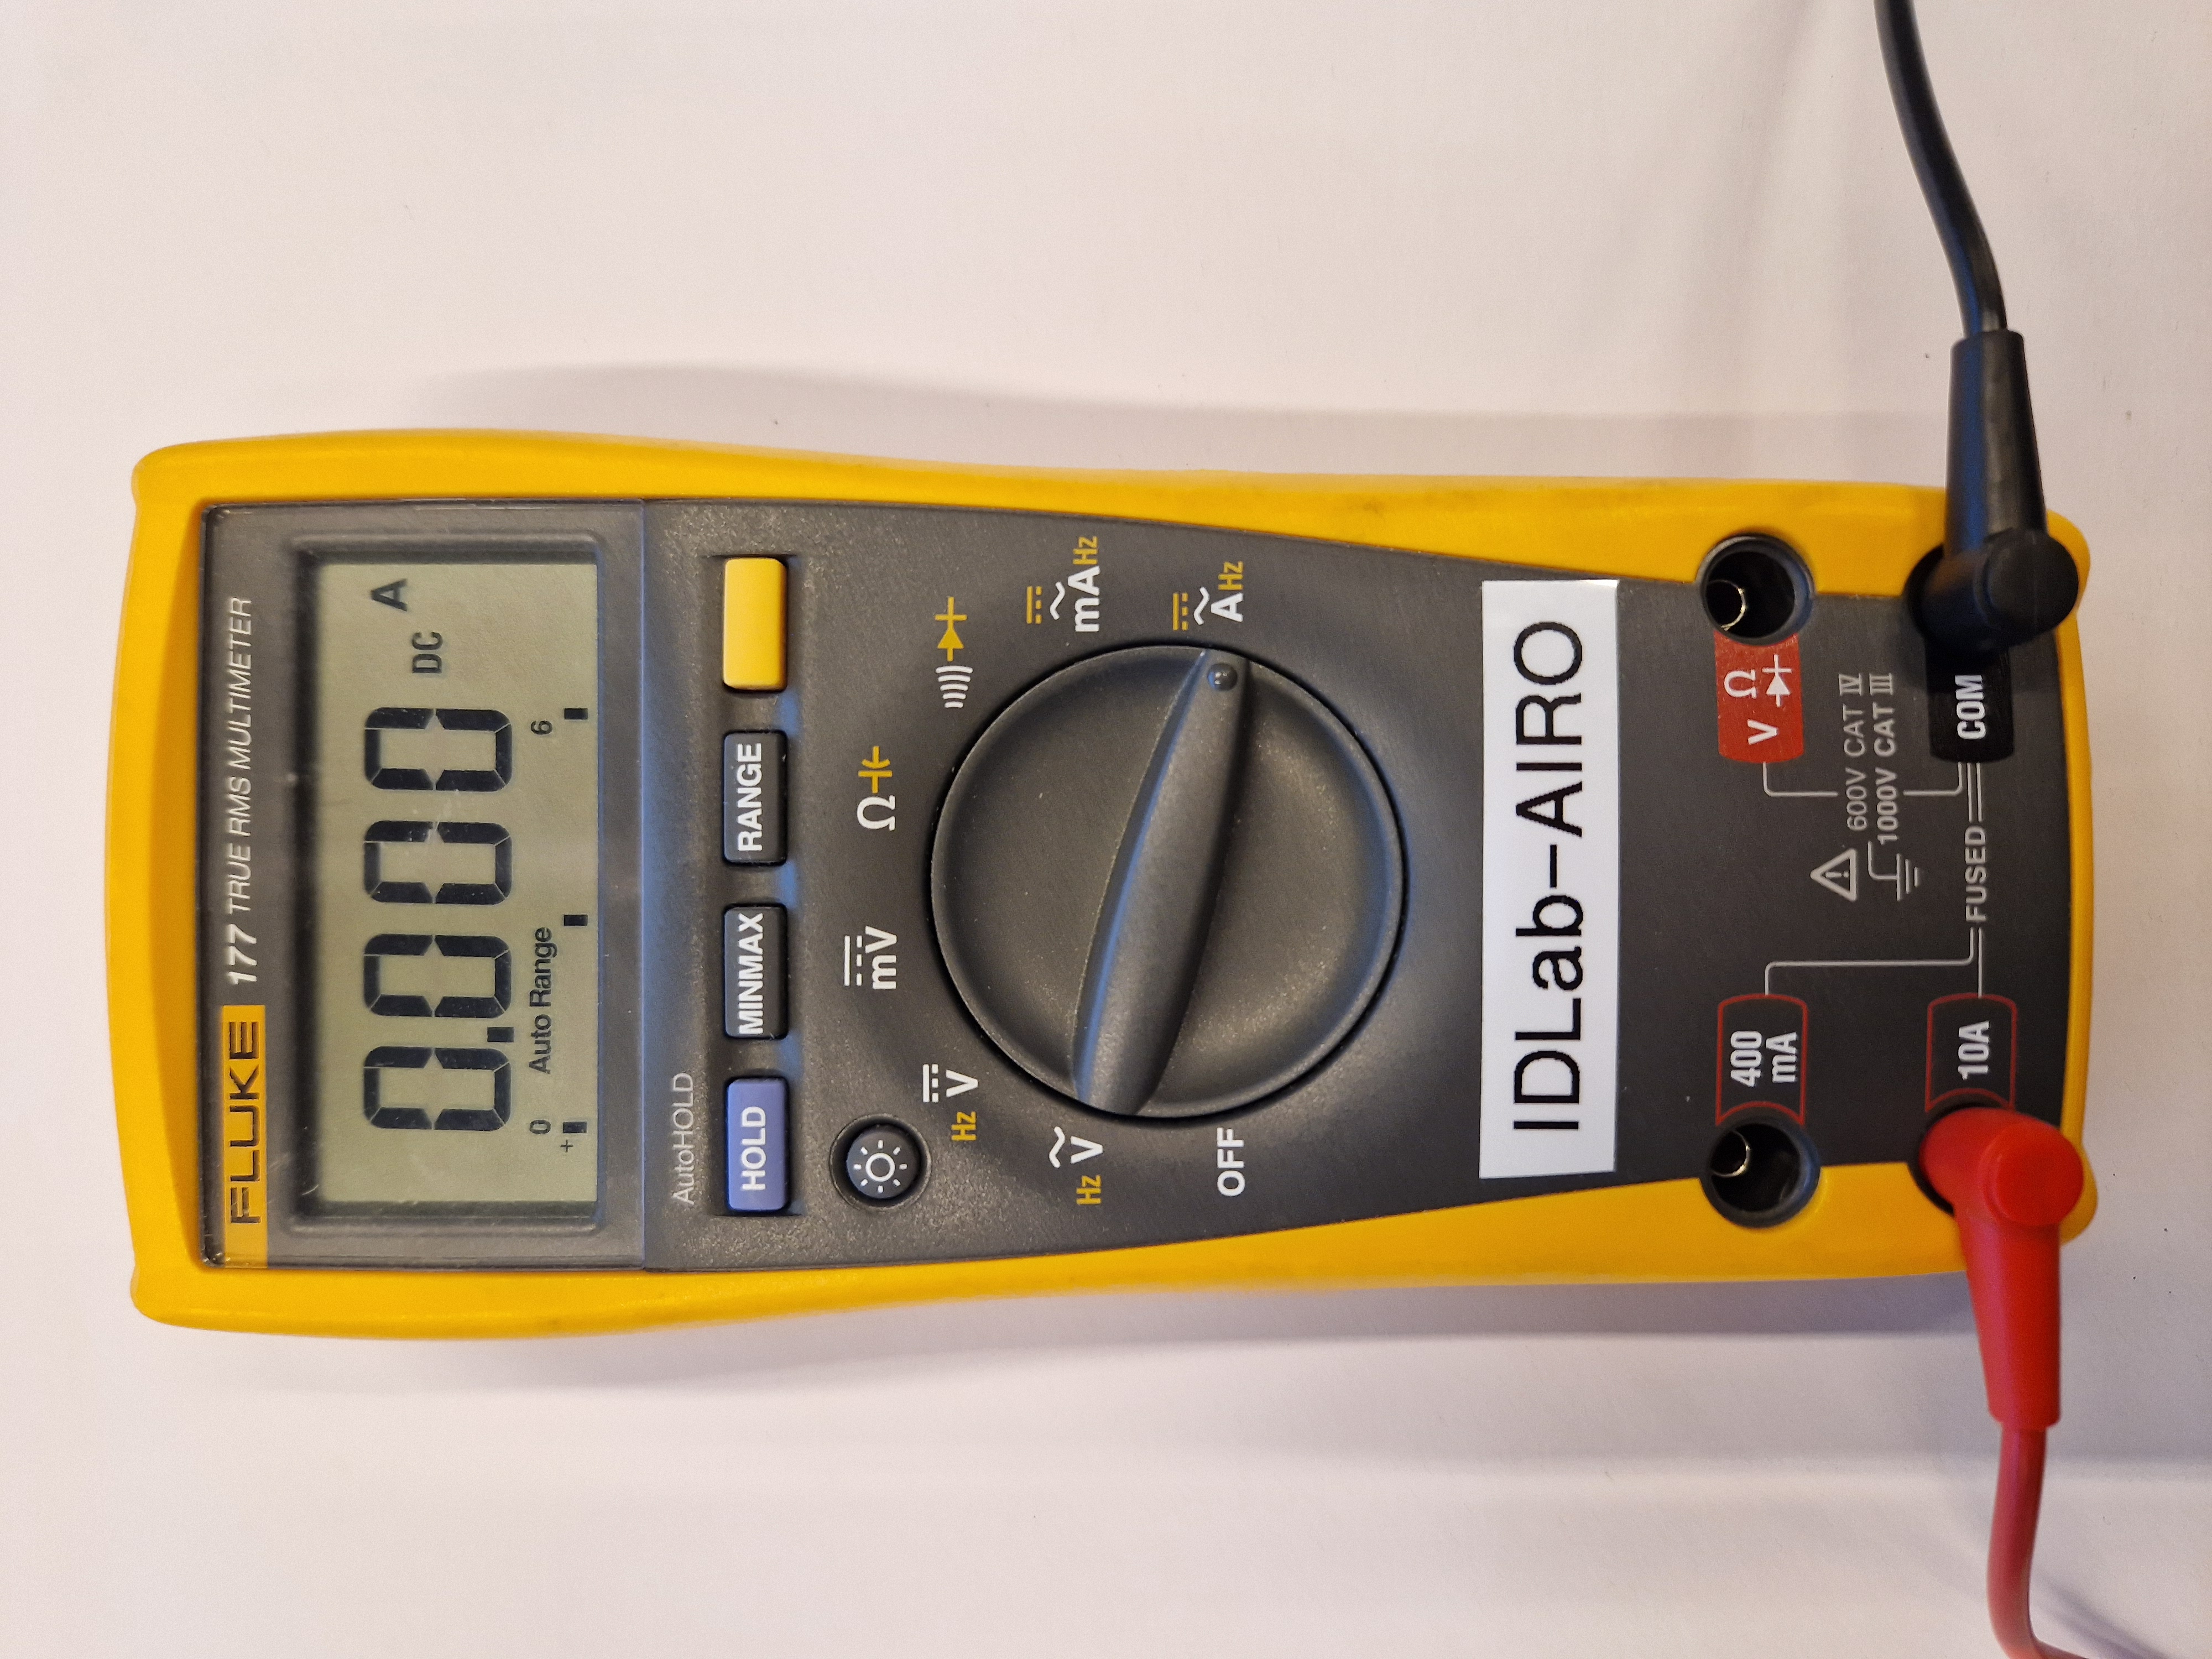 FLUKE 177 TRUE RMS MULTIMETER
0.000 DC A
0 Auto Range 6
+
AutoHOLD
HOLD MINMAX RANGE
mV Ω
Hz V
mA Hz
Hz V
A Hz
OFF
IDLab-AIRO
400 mA
V Ω
600V CAT IV
1000V CAT III
10A FUSED COM